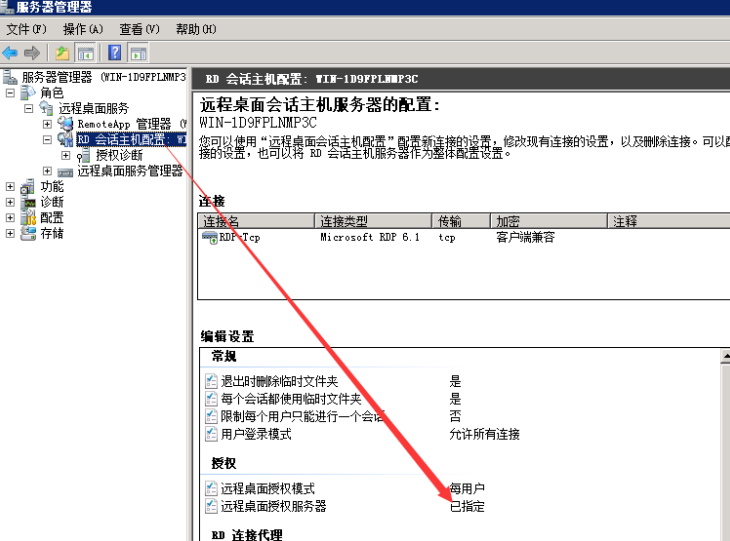 服务器管理器
文件(F) 操作(A) 查看(V) 帮助(H)
服务器管理器 (WIN-1D9FPLNMP3
角色
远程桌面服务
RemoteApp 管理器 (W
RD 会话主机配置: WI
授权诊断
远程桌面服务管理器
功能
诊断
配置
存储
RD 会话主机配置: WIN-1D9FPLNMP3C
远程桌面会话主机服务器的配置:
WIN-1D9FPLNMP3C
您可以使用“远程桌面会话主机配置”配置新连接的设置，修改现有连接的设置，以及删除连接。可以配
接的设置，也可以将 RD 会话主机服务器作为整体配置设置。
连接
连接名 连接类型 传输 加密 注释
RDP-Tcp Microsoft RDP 6.1 tcp 客户端兼容
编辑设置
常规
退出时删除临时文件夹 是
每个会话都使用临时文件夹 是
限制每个用户只能进行一个会话 否
用户登录模式 允许所有连接
授权
远程桌面授权模式 每用户
远程桌面授权服务器 已指定
RD 连接代理